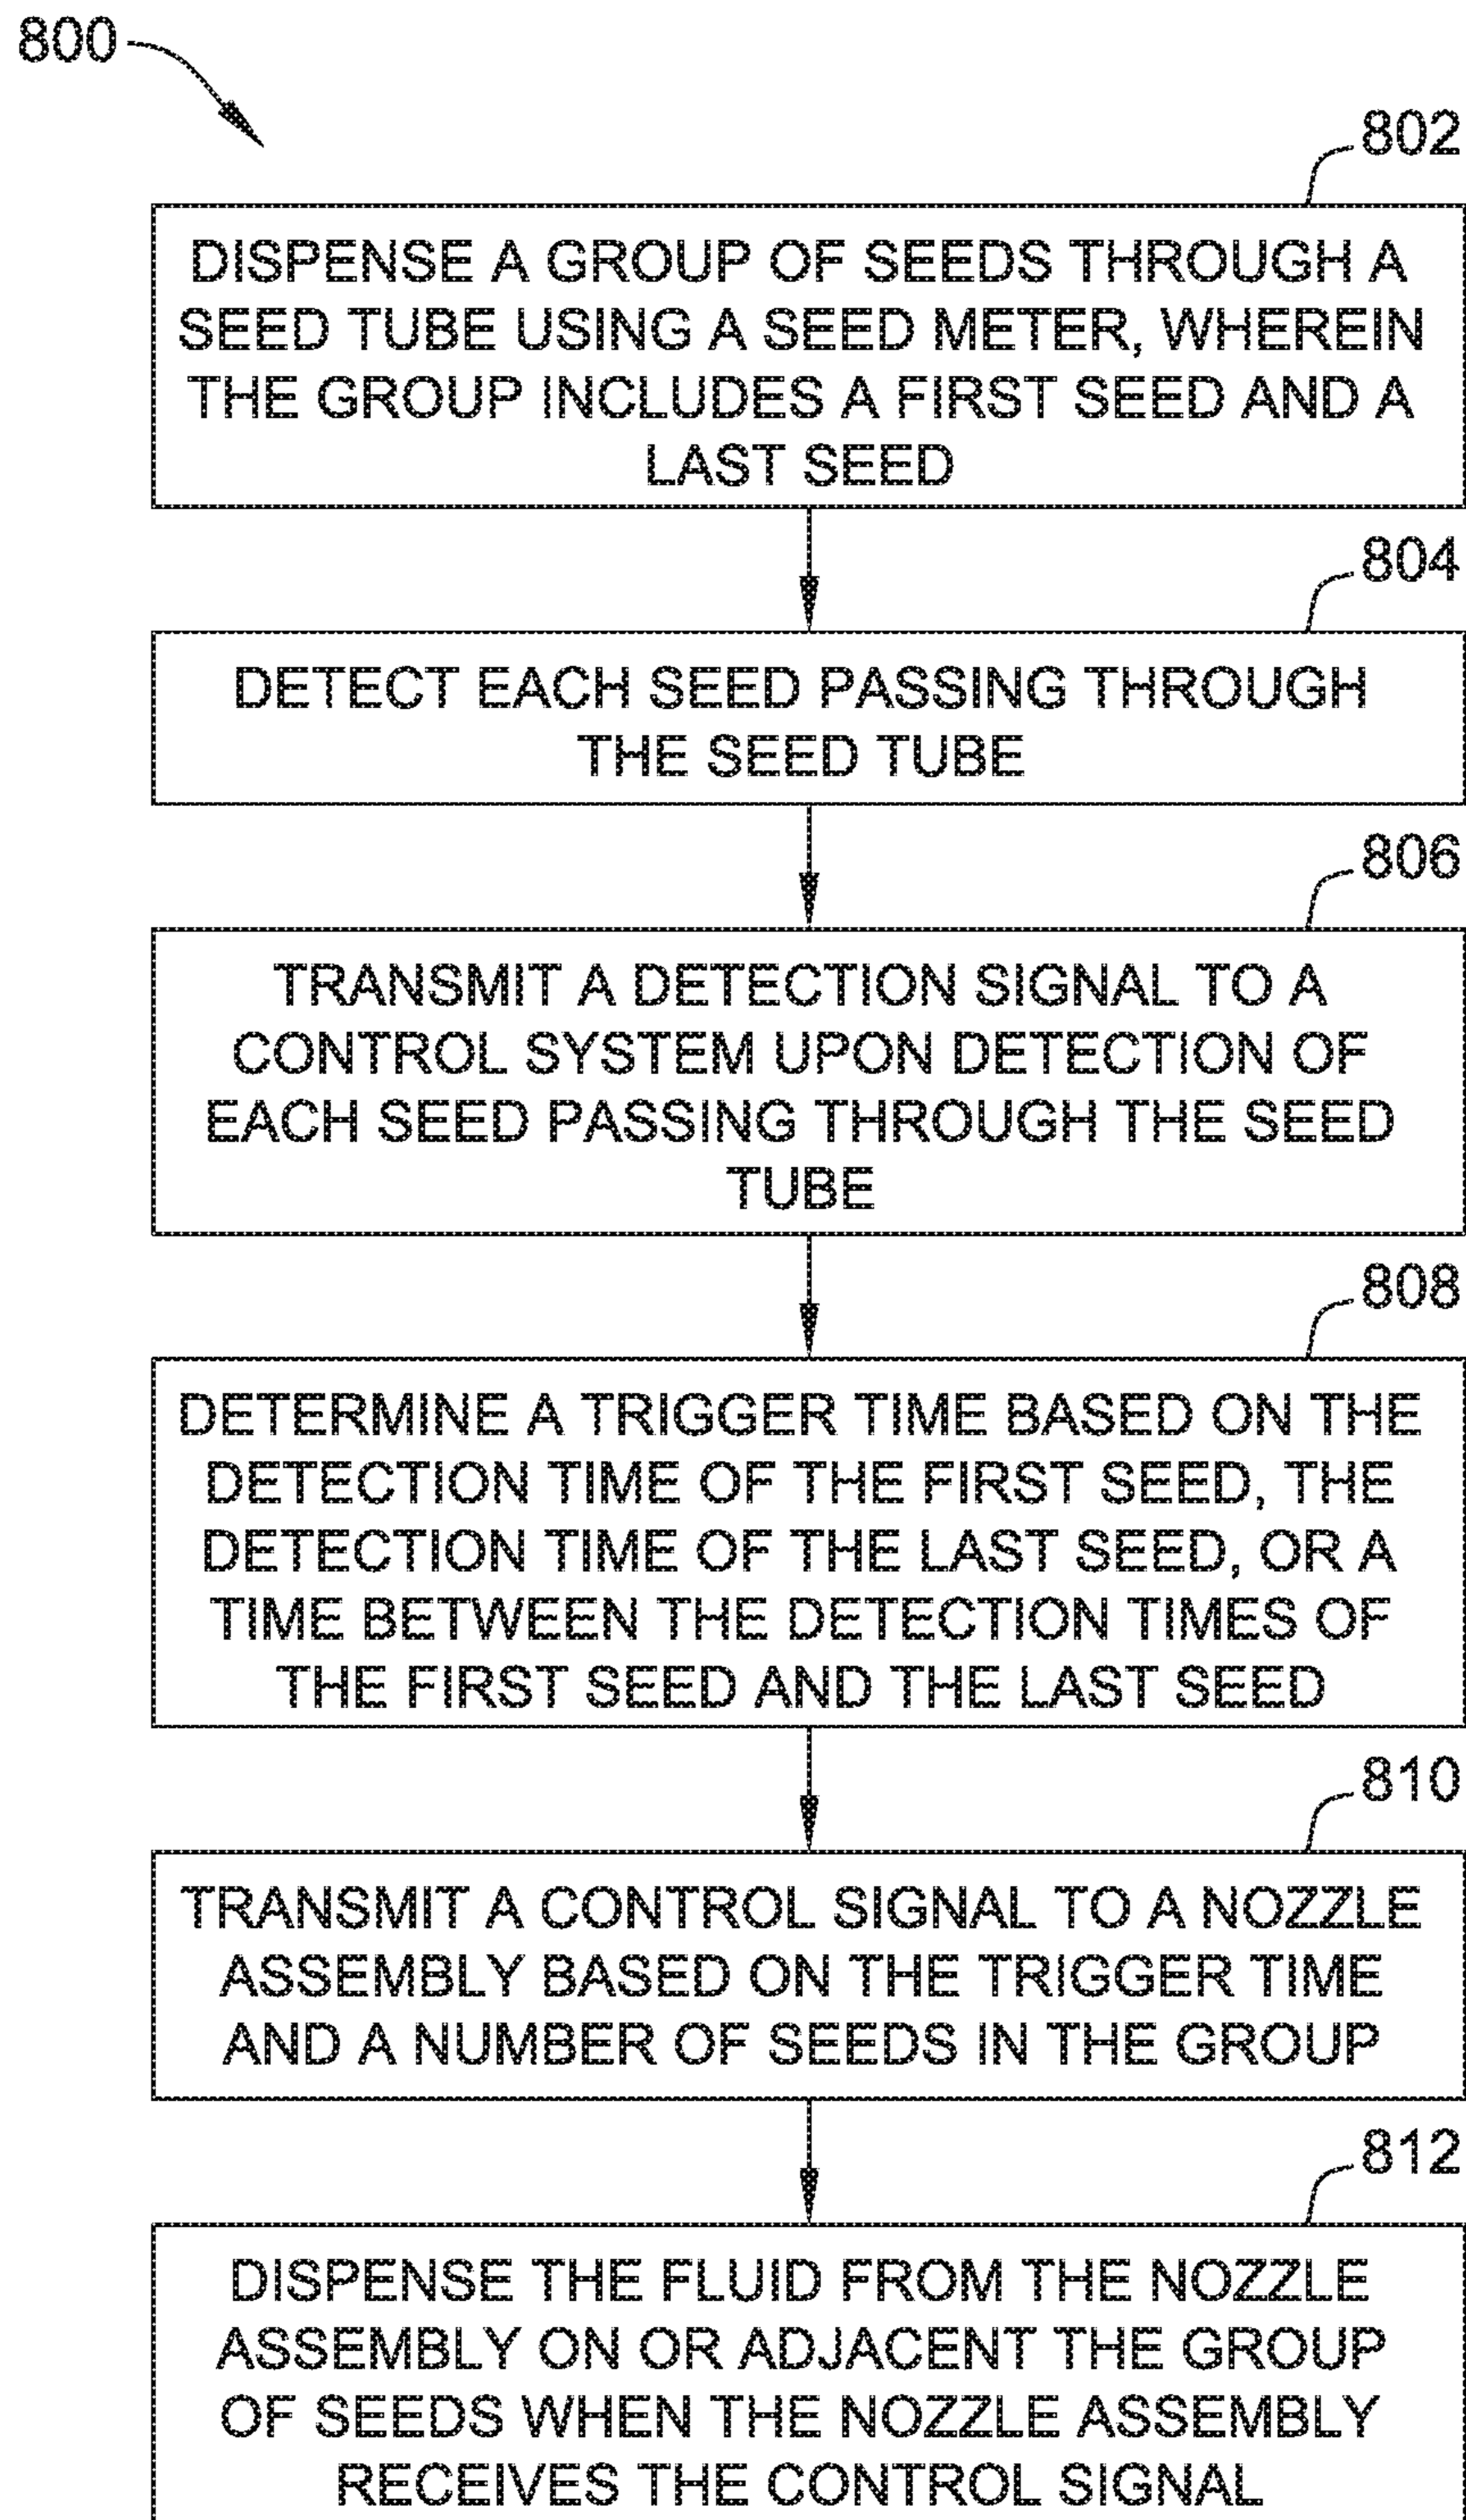 800
802
DISPENSE A GROUP OF SEEDS THROUGH A
SEED TUBE USING A SEED METER, WHEREIN
THE GROUP INCLUDES A FIRST SEED AND A
LAST SEED
804
DETECT EACH SEED PASSING THROUGH
THE SEED TUBE
806
TRANSMIT A DETECTION SIGNAL TO A
CONTROL SYSTEM UPON DETECTION OF
EACH SEED PASSING THROUGH THE SEED
TUBE
808
DETERMINE A TRIGGER TIME BASED ON THE
DETECTION TIME OF THE FIRST SEED, THE
DETECTION TIME OF THE LAST SEED, OR A
TIME BETWEEN THE DETECTION TIMES OF
THE FIRST SEED AND THE LAST SEED
810
TRANSMIT A CONTROL SIGNAL TO A NOZZLE
ASSEMBLY BASED ON THE TRIGGER TIME
AND A NUMBER OF SEEDS IN THE GROUP
812
DISPENSE THE FLUID FROM THE NOZZLE
ASSEMBLY ON OR ADJACENT THE GROUP
OF SEEDS WHEN THE NOZZLE ASSEMBLY
RECEIVES THE CONTROL SIGNAL